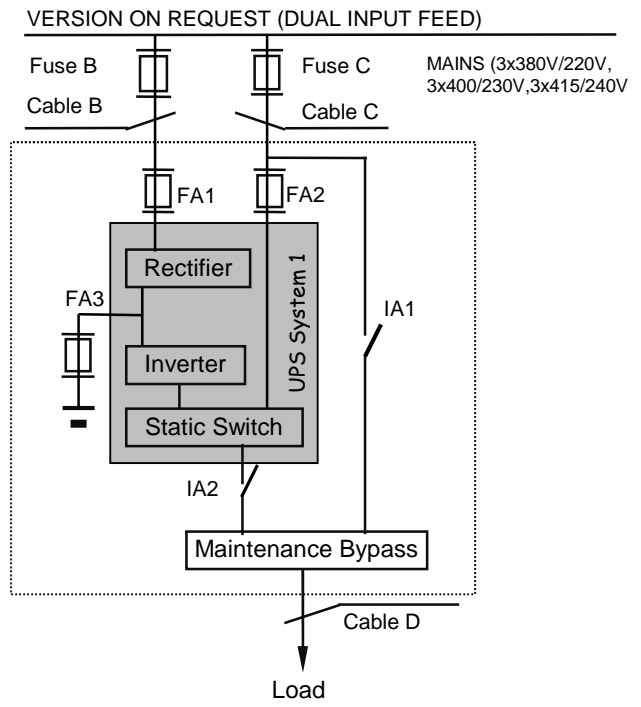 VERSION ON REQUEST (DUAL INPUT FEED)
Fuse B
Fuse C
MAINS (3x380V/220V,
3x400/230V,3x415/240V
Cable B
Cable C
FA1
FA2
Rectifier
UPS System 1
FA3
IA1
Inverter
Static Switch
IA2
Maintenance Bypass
Cable D
Load